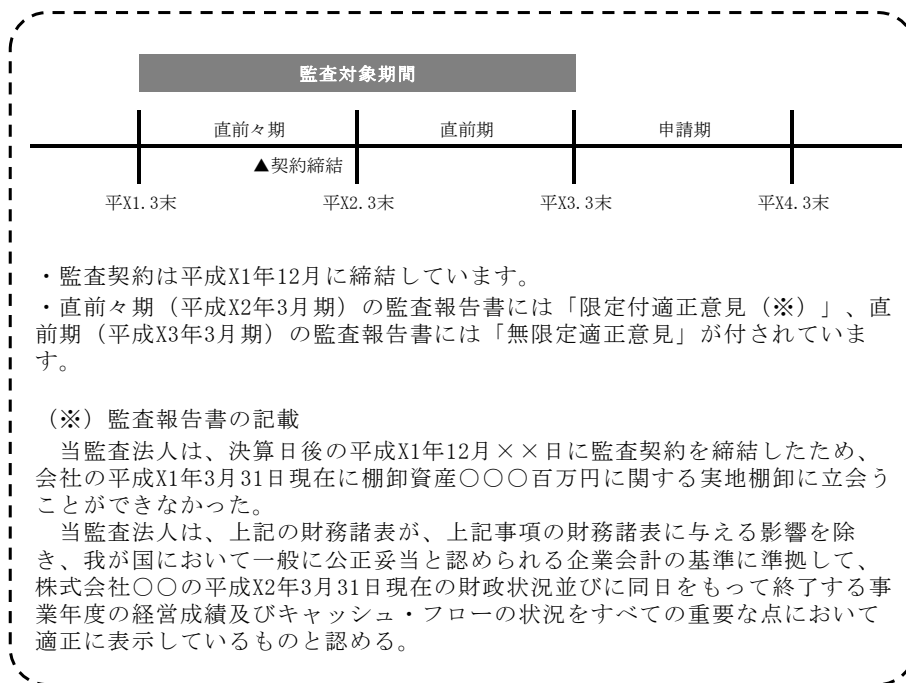 監査対象期間
直前々期 直前期 申請期
▲契約締結
平X1.3末 平X2.3末 平X3.3末 平X4.3末
・監査契約は平成X1年12月に締結しています。
・直前々期（平成X2年3月期）の監査報告書には「限定付適正意見（※）」、直
前期（平成X3年3月期）の監査報告書には「無限定適正意見」が付されていま
す。
（※）監査報告書の記載
当監査法人は、決算日後の平成X1年12月××日に監査契約を締結したため、
会社の平成X1年3月31日現在に棚卸資産○○○百万円に関する実地棚卸に立会う
ことができなかった。
当監査法人は、上記の財務諸表が、上記事項の財務諸表に与える影響を除
き、我が国において一般に公正妥当と認められる企業会計の基準に準拠して、
株式会社○○の平成X2年3月31日現在の財政状況並びに同日をもって終了する事
業年度の経営成績及びキャッシュ・フローの状況をすべての重要な点において
適正に表示しているものと認める。